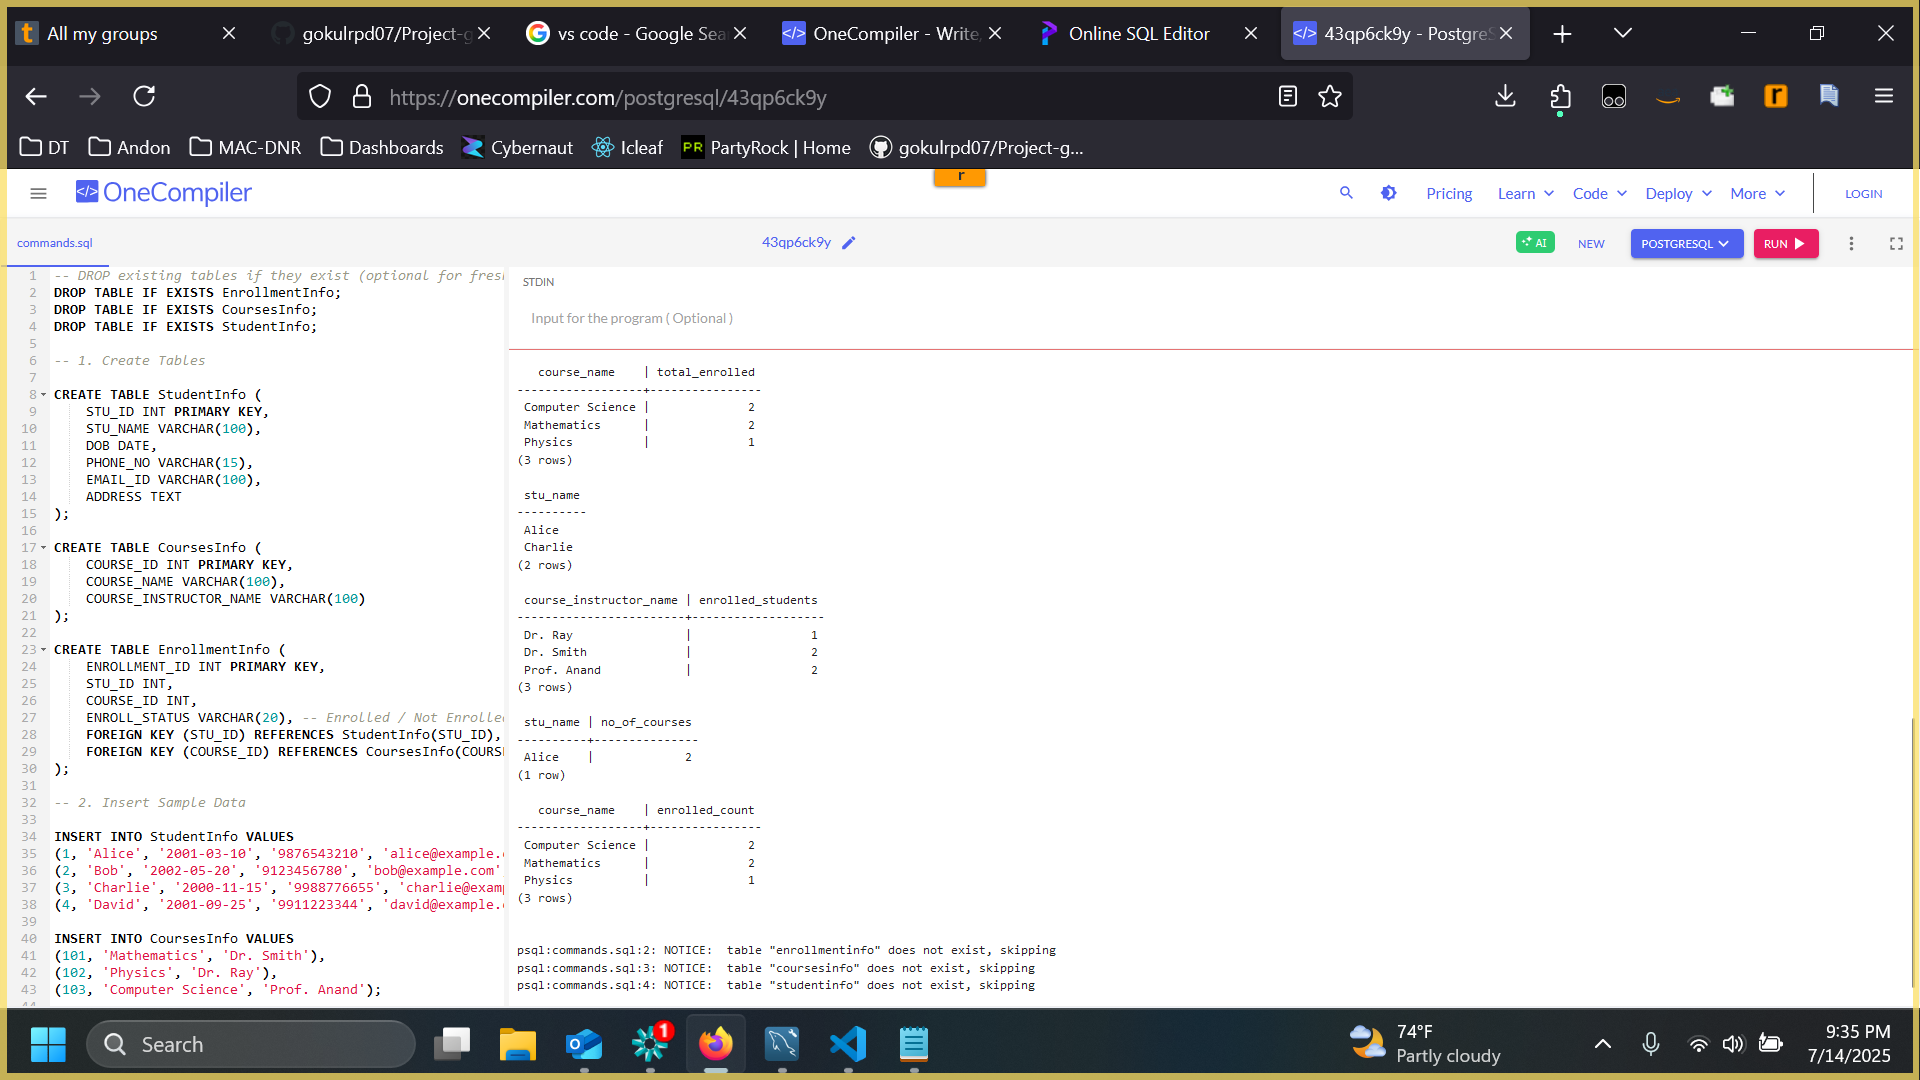 All my groups
gokulrpd07/Project-g
vs code - Google Sea
OneCompiler - Write,
Online SQL Editor
43qp6ck9y - PostgreS
https://onecompiler.com/postgresql/43qp6ck9y
DT
Andon
MAC-DNR
Dashboards
Cybernaut
Icleaf
PartyRock | Home
gokulrpd07/Project-g...
r
OneCompiler
Pricing
Learn
Code
Deploy
More
LOGIN
commands.sql
43qp6ck9y
AI
NEW
POSTGRESQL
RUN
1 -- DROP existing tables if they exist (optional for fres
2 DROP TABLE IF EXISTS EnrollmentInfo;
3 DROP TABLE IF EXISTS CoursesInfo;
4 DROP TABLE IF EXISTS StudentInfo;
5
6 -- 1. Create Tables
7
8 CREATE TABLE StudentInfo (
9 STU_ID INT PRIMARY KEY,
10 STU_NAME VARCHAR(100),
11 DOB DATE,
12 PHONE_NO VARCHAR(15),
13 EMAIL_ID VARCHAR(100),
14 ADDRESS TEXT
15 );
16
17 CREATE TABLE CoursesInfo (
18 COURSE_ID INT PRIMARY KEY,
19 COURSE_NAME VARCHAR(100),
20 COURSE_INSTRUCTOR_NAME VARCHAR(100)
21 );
22
23 CREATE TABLE EnrollmentInfo (
24 ENROLLMENT_ID INT PRIMARY KEY,
25 STU_ID INT,
26 COURSE_ID INT,
27 ENROLL_STATUS VARCHAR(20), -- Enrolled / Not Enrolle
28 FOREIGN KEY (STU_ID) REFERENCES StudentInfo(STU_ID),
29 FOREIGN KEY (COURSE_ID) REFERENCES CoursesInfo(COURS
30 );
31
32 -- 2. Insert Sample Data
33
34 INSERT INTO StudentInfo VALUES
35 (1, 'Alice', '2001-03-10', '9876543210', 'alice@example.
36 (2, 'Bob', '2002-05-20', '9123456780', 'bob@example.com'
37 (3, 'Charlie', '2000-11-15', '9988776655', 'charlie@exam
38 (4, 'David', '2001-09-25', '9911223344', 'david@example.
39
40 INSERT INTO CoursesInfo VALUES
41 (101, 'Mathematics', 'Dr. Smith'),
42 (102, 'Physics', 'Dr. Ray'),
43 (103, 'Computer Science', 'Prof. Anand');
44
STDIN
Input for the program ( Optional )
course_name | total_enrolled
------------------+----------------
Computer Science | 2
Mathematics | 2
Physics | 1
(3 rows)
stu_name
----------
Alice
Charlie
(2 rows)
course_instructor_name | enrolled_students
------------------------+-------------------
Dr. Ray | 1
Dr. Smith | 2
Prof. Anand | 2
(3 rows)
stu_name | no_of_courses
----------+---------------
Alice | 2
(1 row)
course_name | enrolled_count
------------------+----------------
Computer Science | 2
Mathematics | 2
Physics | 1
(3 rows)
psql:commands.sql:2: NOTICE: table "enrollmentinfo" does not exist, skipping
psql:commands.sql:3: NOTICE: table "coursesinfo" does not exist, skipping
psql:commands.sql:4: NOTICE: table "studentinfo" does not exist, skipping
Search
1
74°F
Partly cloudy
9:35 PM
7/14/2025